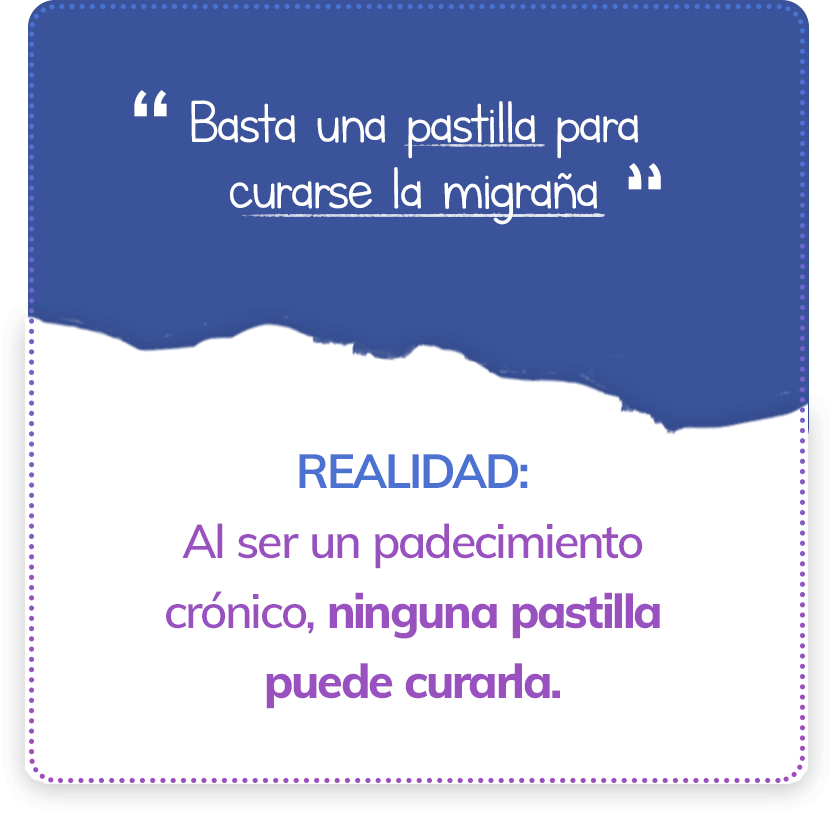 “ Basta una pastilla para
curarse la migraña ”
REALIDAD:
Al ser un padecimiento
crónico, ninguna pastilla
puede curarla.